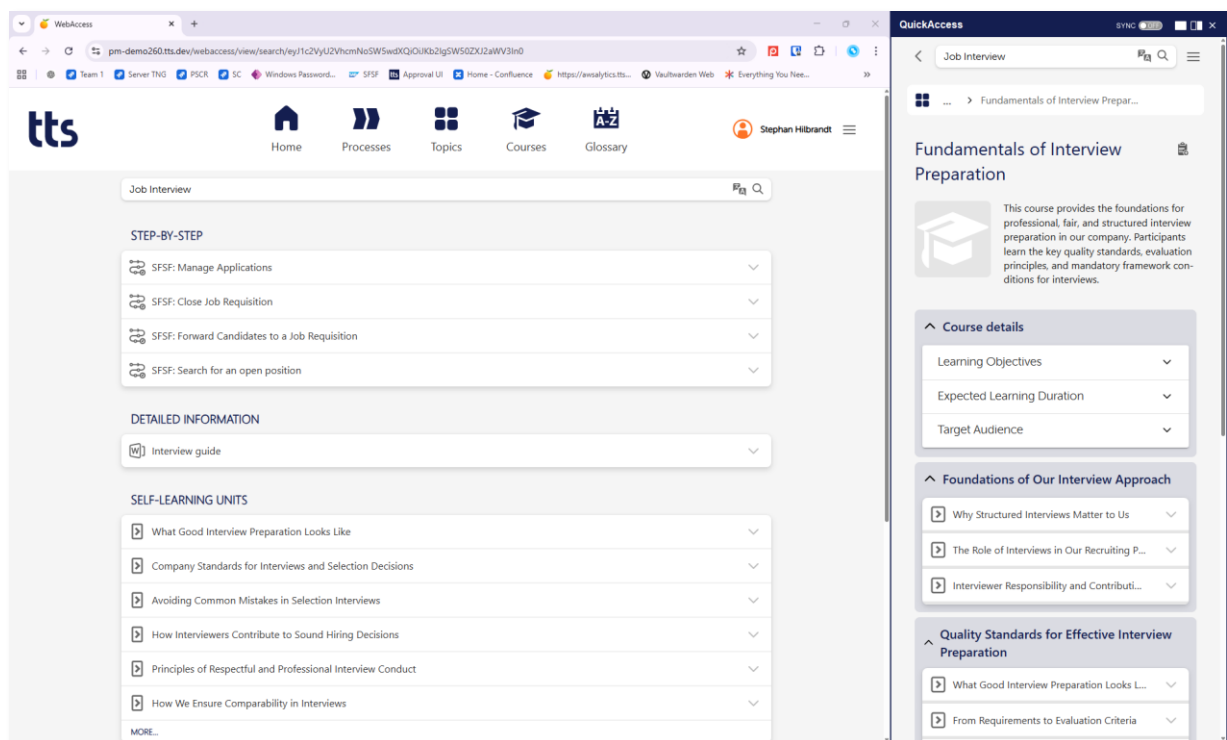 WebAccess
pm-demo260.tts.dev/webaccess/view/search/eyJ1c2VyU2VhcmNoSW5wdXQiOiJKb2IgSW50ZXJ2aWV3In0
Team 1 Server TNG PSCR SC Windows Password... SFSF Approval UI Home - Confluence https://awsalytics.tts... Vaultwarden Web Everything You Nee...
tts
Home
Processes
Topics
Courses
A-Z
Glossary
Stephan Hilbrandt
Job Interview
STEP-BY-STEP
SFSF: Manage Applications
SFSF: Close Job Requisition
SFSF: Forward Candidates to a Job Requisition
SFSF: Search for an open position
DETAILED INFORMATION
Interview guide
SELF-LEARNING UNITS
What Good Interview Preparation Looks Like
Company Standards for Interviews and Selection Decisions
Avoiding Common Mistakes in Selection Interviews
How Interviewers Contribute to Sound Hiring Decisions
Principles of Respectful and Professional Interview Conduct
How We Ensure Comparability in Interviews
MORE...
QuickAccess
SYNC OFF
Job Interview
... > Fundamentals of Interview Prepar...
Fundamentals of Interview
Preparation
This course provides the foundations for
professional, fair, and structured interview
preparation in our company. Participants
learn the key quality standards, evaluation
principles, and mandatory framework con-
ditions for interviews.
Course details
Learning Objectives
Expected Learning Duration
Target Audience
Foundations of Our Interview Approach
Why Structured Interviews Matter to Us
The Role of Interviews in Our Recruiting P...
Interviewer Responsibility and Contributi...
Quality Standards for Effective Interview
Preparation
What Good Interview Preparation Looks L...
From Requirements to Evaluation Criteria